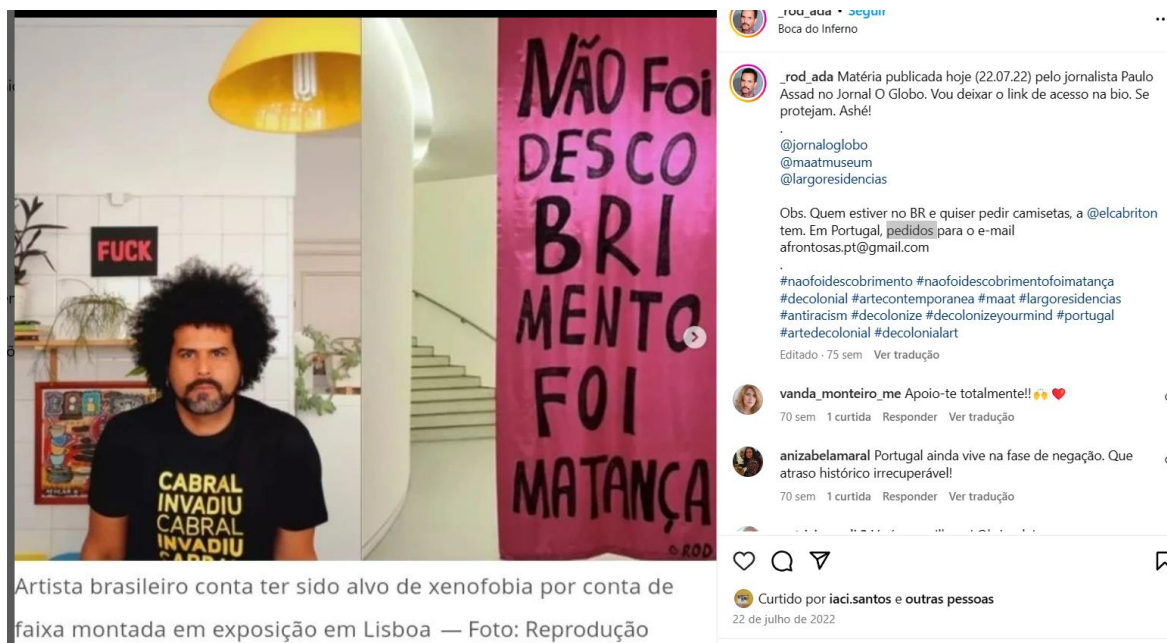 FUCK
CABRAL
INVADIU
CABRAL
INVADIU
CABRAL
NÃO FOi
DESCO
BRI
MENTO
FOI
MATANÇA
© ROD
Artista brasileiro conta ter sido alvo de xenofobia por conta de
faixa montada em exposição em Lisboa — Foto: Reprodução
_rod_ada • Seguir
Boca do Inferno
_rod_ada Matéria publicada hoje (22.07.22) pelo jornalista Paulo
Assad no Jornal O Globo. Vou deixar o link de acesso na bio. Se
protejam. Ashé!
.
@jornaloglobo
@maatmuseum
@largoresidencias
Obs. Quem estiver no BR e quiser pedir camisetas, a @elcabriton
tem. Em Portugal, pedidos para o e-mail
afrontosas.pt@gmail.com
.
#naofoidescobrimento #naofoidescobrimentofoimatança
#decolonial #artecontemporanea #maat #largoresidencias
#antiracism #decolonize #decolonizeyourmind #portugal
#artedecolonial #decolonialart
Editado · 75 sem Ver tradução
vanda_monteiro_me Apoio-te totalmente!!🙌 ❤️
70 sem 1 curtida Responder Ver tradução
anizabelamaral Portugal ainda vive na fase de negação. Que
atraso histórico irrecuperável!
70 sem 1 curtida Responder Ver tradução
Curtido por iaci.santos e outras pessoas
22 de julho de 2022